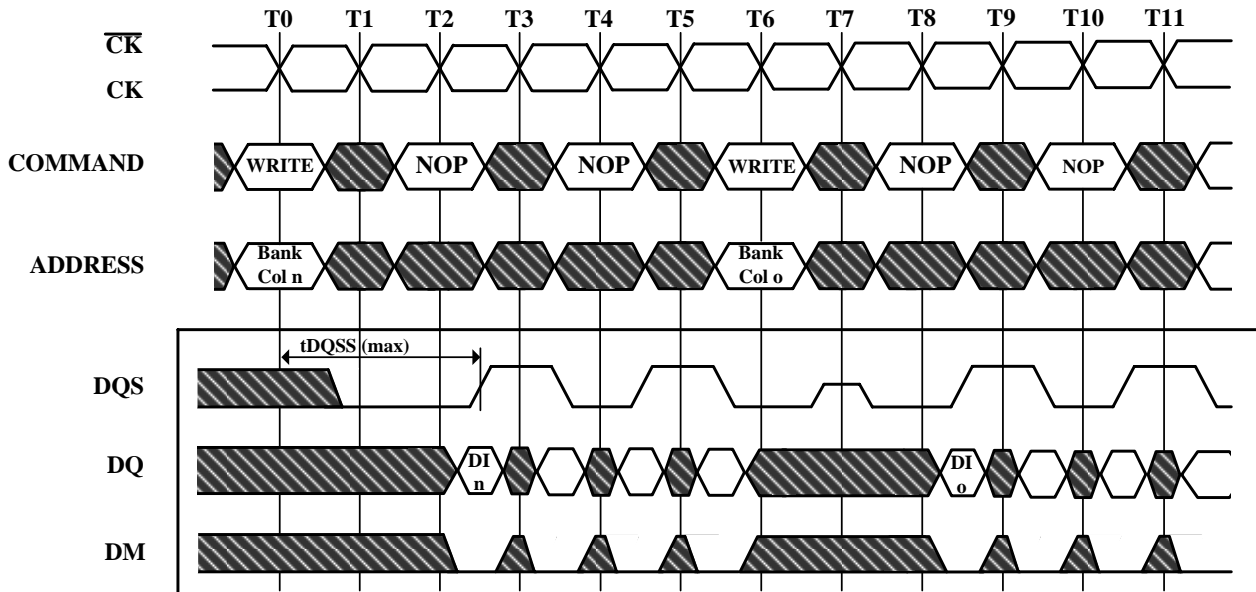 T0 T1 T2 T3 T4 T5 T6 T7 T8 T9 T10 T11
CK
CK
COMMAND WRITE NOP NOP WRITE NOP NOP
ADDRESS Bank Col n Bank Col o
tDQSS (max)
DQS
DQ DI n DI o
DM